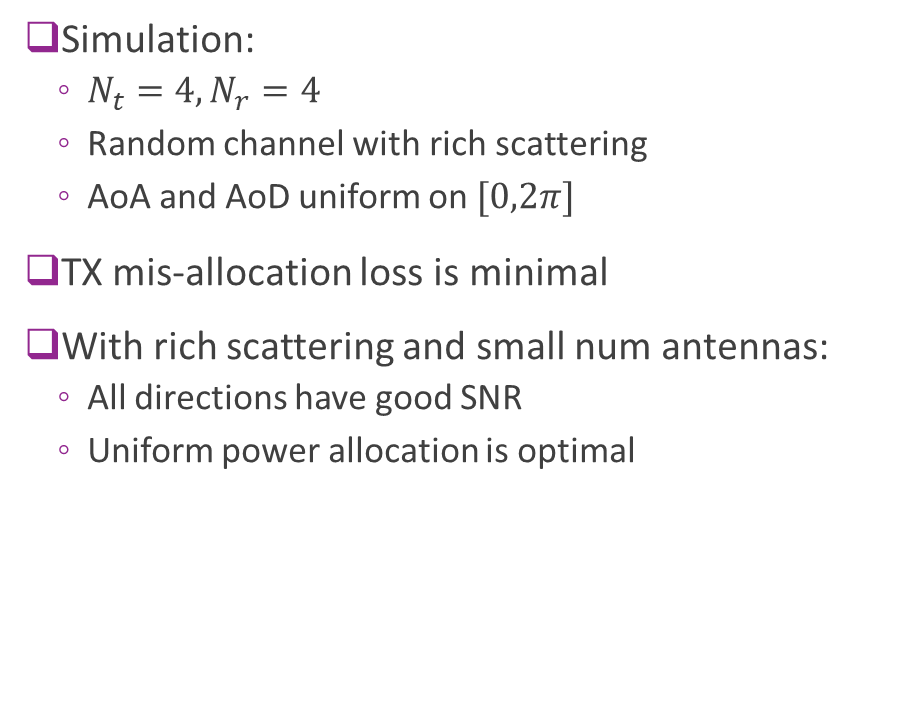 ❑Simulation:
◦ 𝑁𝑡 = 4, 𝑁𝑟 = 4
◦ Random channel with rich scattering
◦ AoA and AoD uniform on [0,2𝜋]
❑TX mis-allocation loss is minimal
❑With rich scattering and small num antennas:
◦ All directions have good SNR
◦ Uniform power allocation is optimal